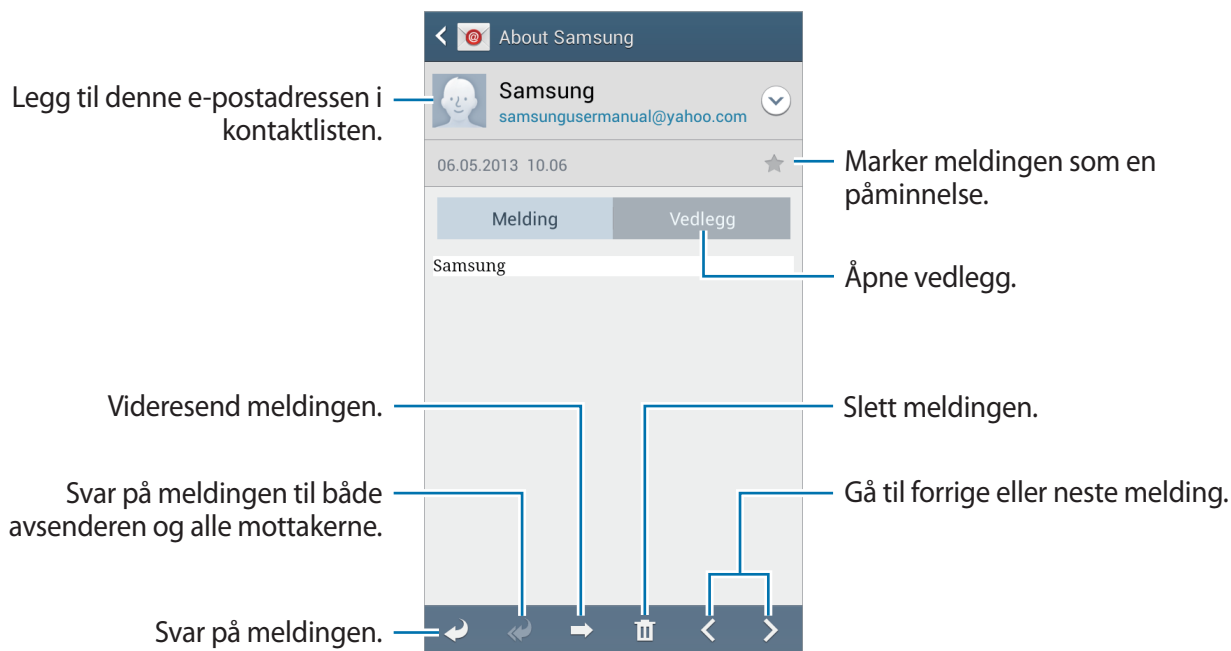 About Samsung
Legg til denne e-postadressen i
kontaktlisten.
Samsung
samsungusermanual@yahoo.com
06.05.2013 10.06
Marker meldingen som en
påminnelse.
Melding
Vedlegg
Samsung
Åpne vedlegg.
Videresend meldingen.
Slett meldingen.
Svar på meldingen til både
avsenderen og alle mottakerne.
Gå til forrige eller neste melding.
Svar på meldingen.